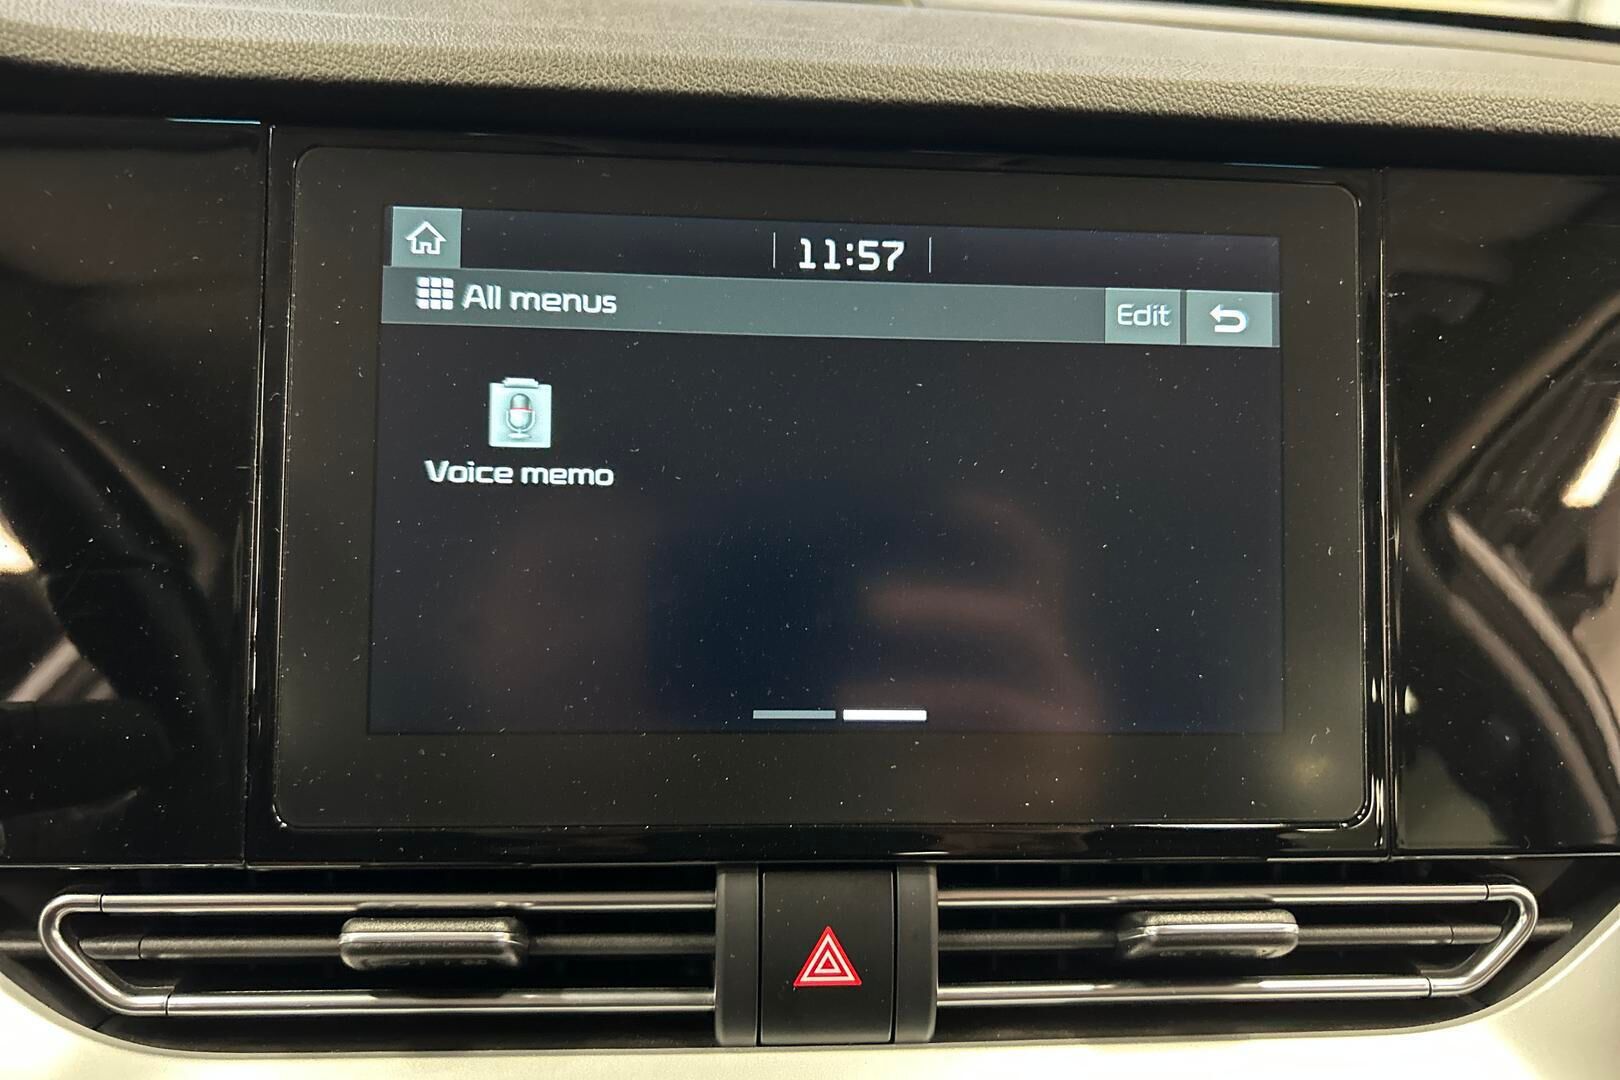 11:57
All menus
Edit
Voice memo